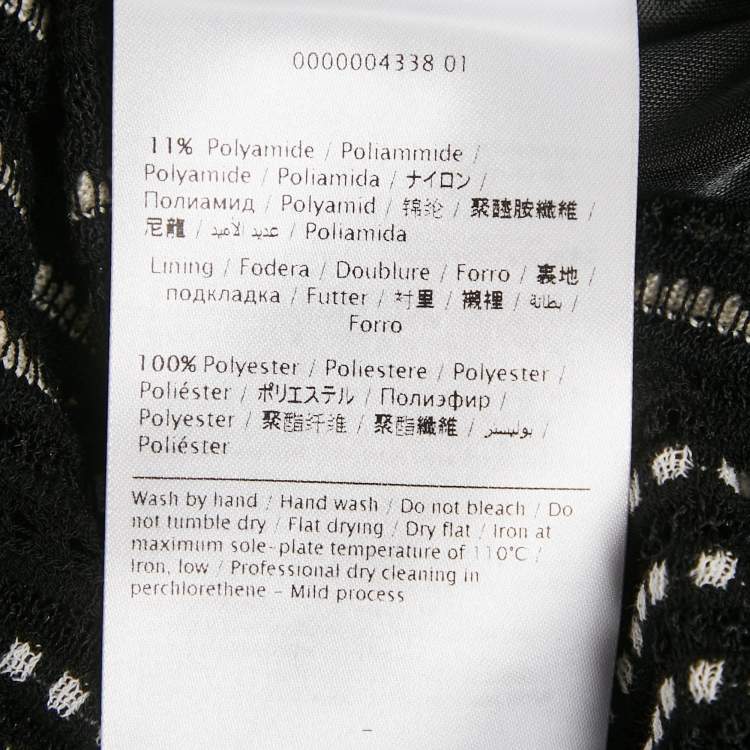 0000004338 01
11% Polyamide / Poliammide /
Polyamide / Poliamida / ナイロン /
Полиамид / Polyamid / 锦纶 / 聚醯胺纖維 /
尼龍 / عديد الأميد / Poliamida
Lining / Fodera / Doublure / Forro / 裏地 /
подкладка / Futter / 衬里 / 襯裡 / بطانة /
Forro
100% Polyester / Poliestere / Polyester /
Poliéster / ポリエステル / Полиэфир /
Polyester / 聚酯纤维 / 聚酯纖維 / بوليستر /
Poliéster
Wash by hand / Hand wash / Do not bleach / Do
not tumble dry / Flat drying / Dry flat / Iron at
maximum sole-plate temperature of 110°C /
Iron, low / Professional dry cleaning in
perchlorethene – Mild process
–